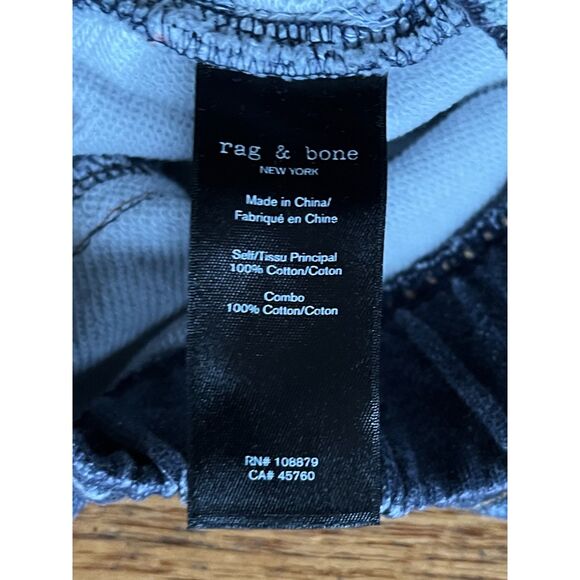 rag & bone
NEW YORK
Made in China/
Fabriqué en Chine
Self/Tissu Principal
100% Cotton/Coton
Combo
100% Cotton/Coton
RN# 108879
CA# 45760